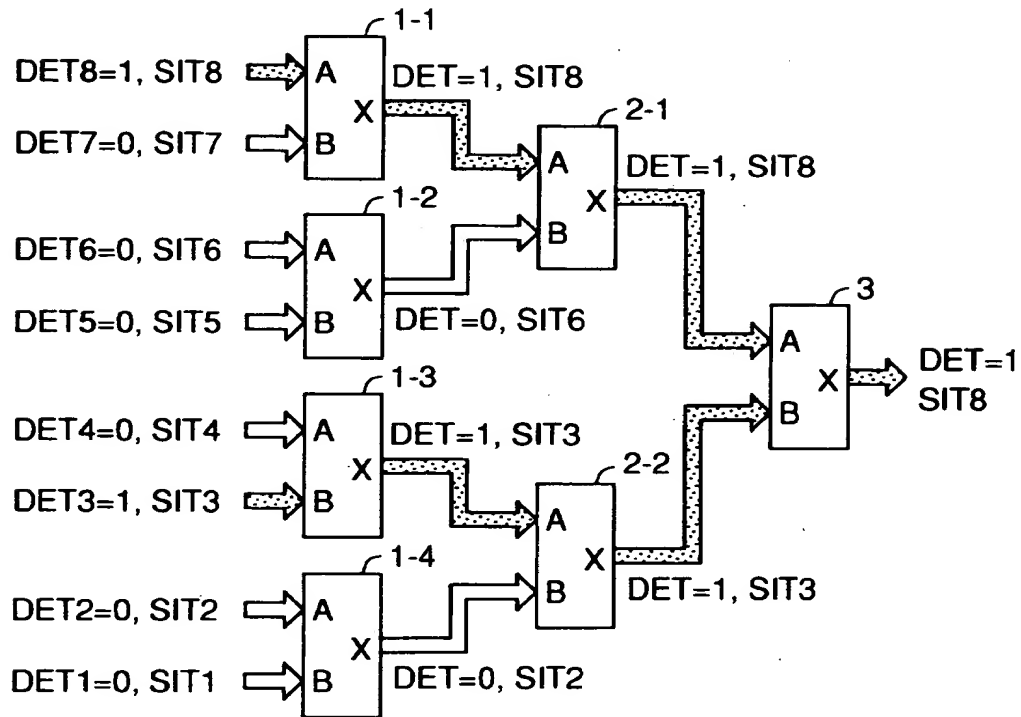 1-1
DET8=1, SIT8
A
DET=1, SIT8
X
DET7=0, SIT7
B
2-1
A
DET=1, SIT8
X
B
1-2
DET6=0, SIT6
A
X
DET5=0, SIT5
B
DET=0, SIT6
3
A
X
B
DET=1
SIT8
1-3
DET4=0, SIT4
A
DET=1, SIT3
X
DET3=1, SIT3
B
2-2
A
X
B
DET=1, SIT3
1-4
DET2=0, SIT2
A
X
DET1=0, SIT1
B
DET=0, SIT2